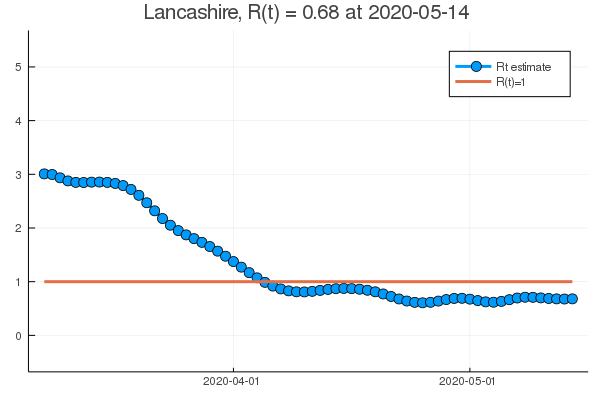 Lancashire, R(t) = 0.68 at 2020-05-14
5
4
3
2
1
0
Rt estimate
R(t)=1
2020-04-01
2020-05-01